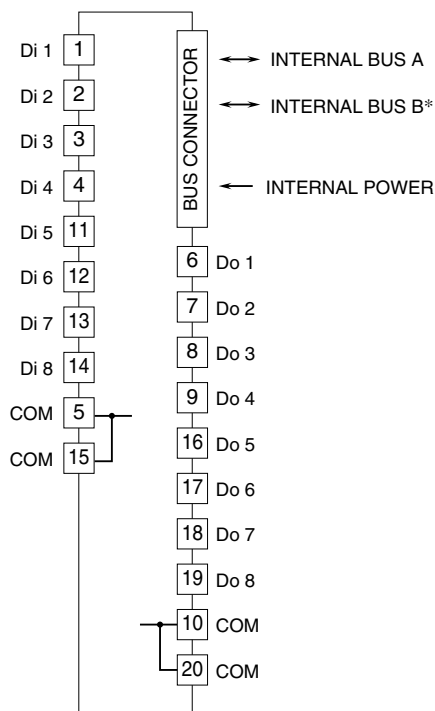 Di 1 1
Di 2 2
Di 3 3
Di 4 4
Di 5 11
Di 6 12
Di 7 13
Di 8 14
COM 5
COM 15
BUS CONNECTOR
INTERNAL BUS A
INTERNAL BUS B*
INTERNAL POWER
6 Do 1
7 Do 2
8 Do 3
9 Do 4
16 Do 5
17 Do 6
18 Do 7
19 Do 8
10 COM
20 COM